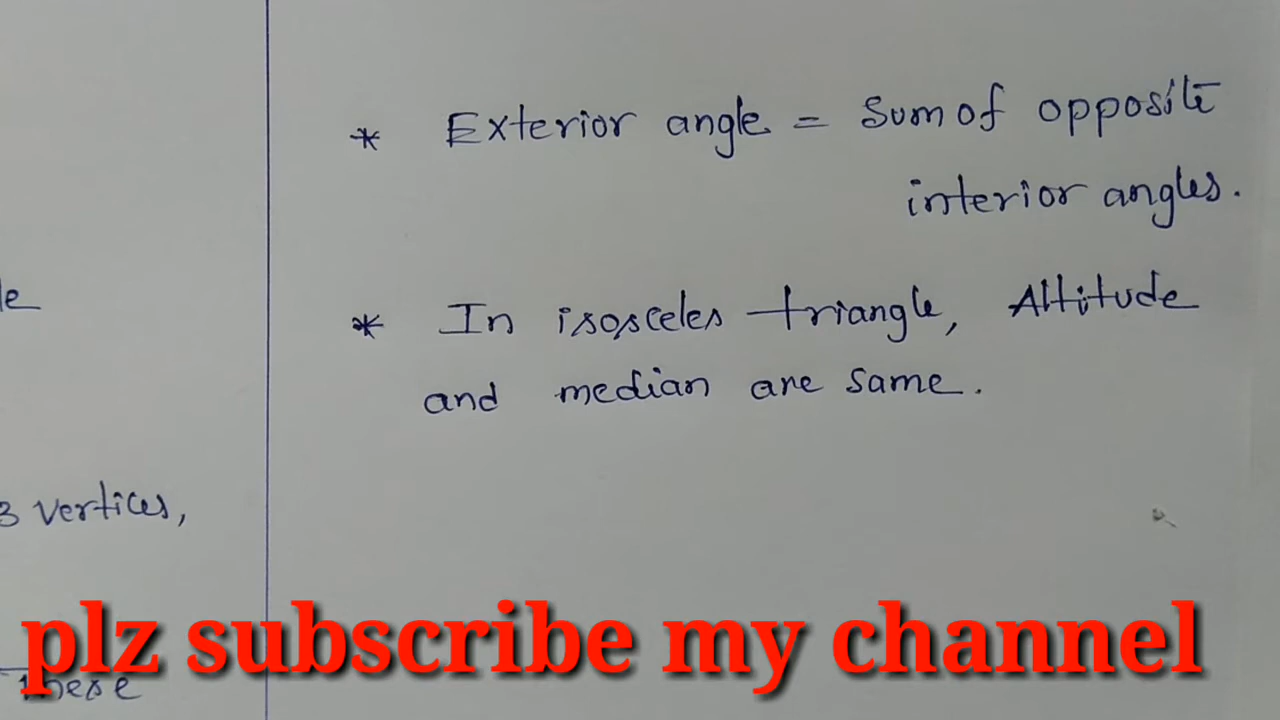 * Exterior angle = Sum of opposite
interior angles.
le
* In isosceles triangle, Altitude
and median are same.
3 vertices,
plz subscribe my channel